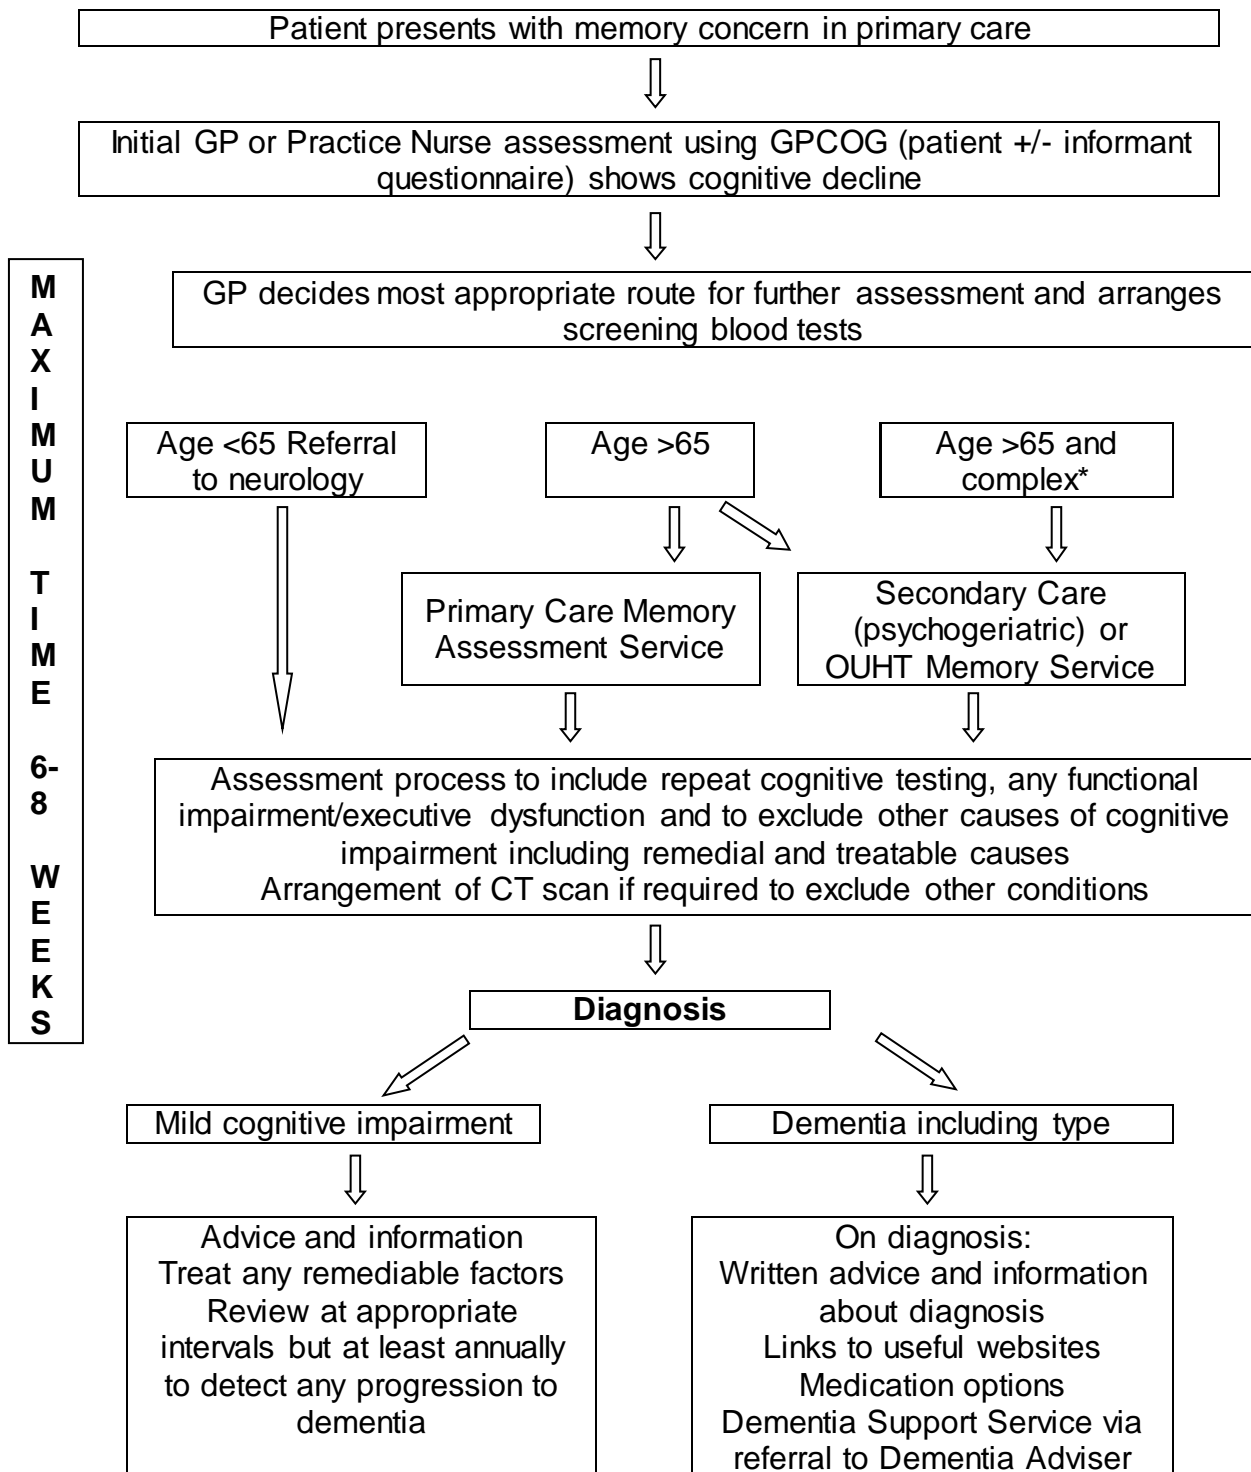 Patient presents with memory concern in primary care
Initial GP or Practice Nurse assessment using GPCOG (patient +/- informant
questionnaire) shows cognitive decline
M
A
X
I
M
U
M
T
I
M
E
6-
8
W
E
E
K
S
GP decides most appropriate route for further assessment and arranges
screening blood tests
Age <65 Referral
to neurology
Age >65
Age >65 and
complex*
Primary Care Memory
Assessment Service
Secondary Care
(psychogeriatric) or
OUHT Memory Service
Assessment process to include repeat cognitive testing, any functional
impairment/executive dysfunction and to exclude other causes of cognitive
impairment including remedial and treatable causes
Arrangement of CT scan if required to exclude other conditions
Diagnosis
Mild cognitive impairment
Dementia including type
Advice and information
Treat any remediable factors
Review at appropriate
intervals but at least annually
to detect any progression to
dementia
On diagnosis:
Written advice and information
about diagnosis
Links to useful websites
Medication options
Dementia Support Service via
referral to Dementia Adviser